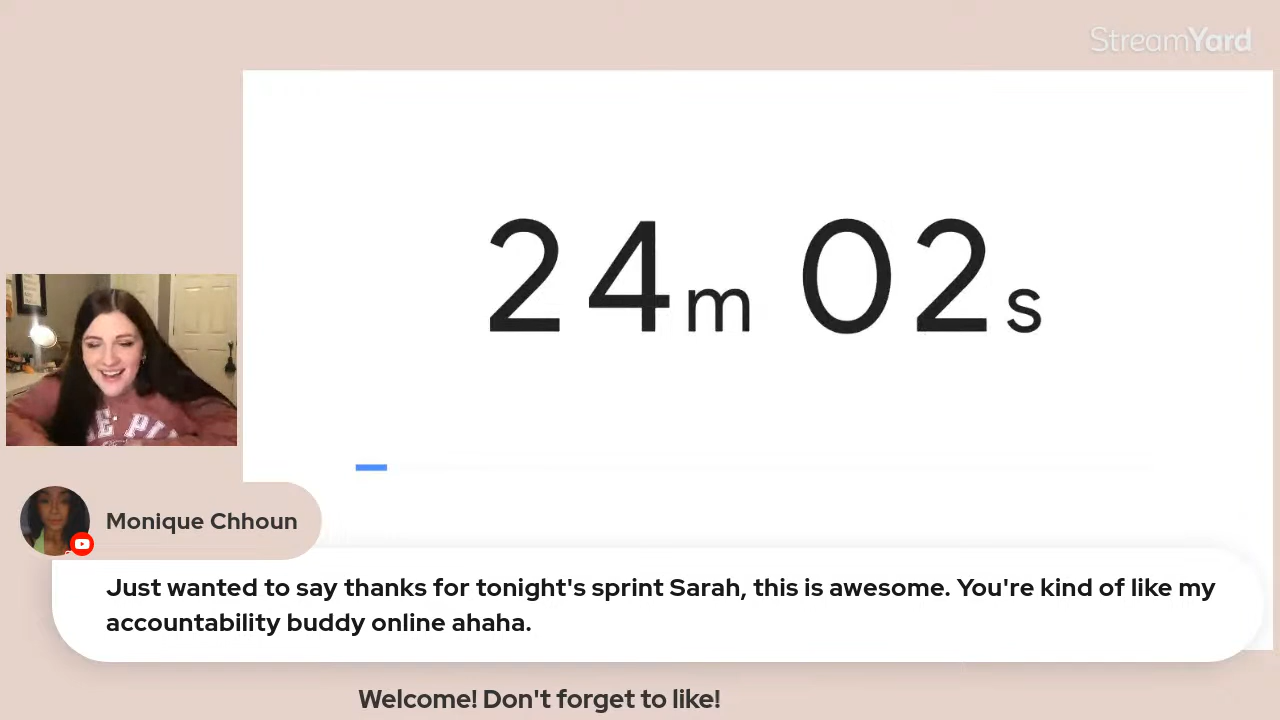 StreamYard
24m 02s
Monique Chhoun
Just wanted to say thanks for tonight's sprint Sarah, this is awesome. You're kind of like my
accountability buddy online ahaha.
Welcome! Don't forget to like!